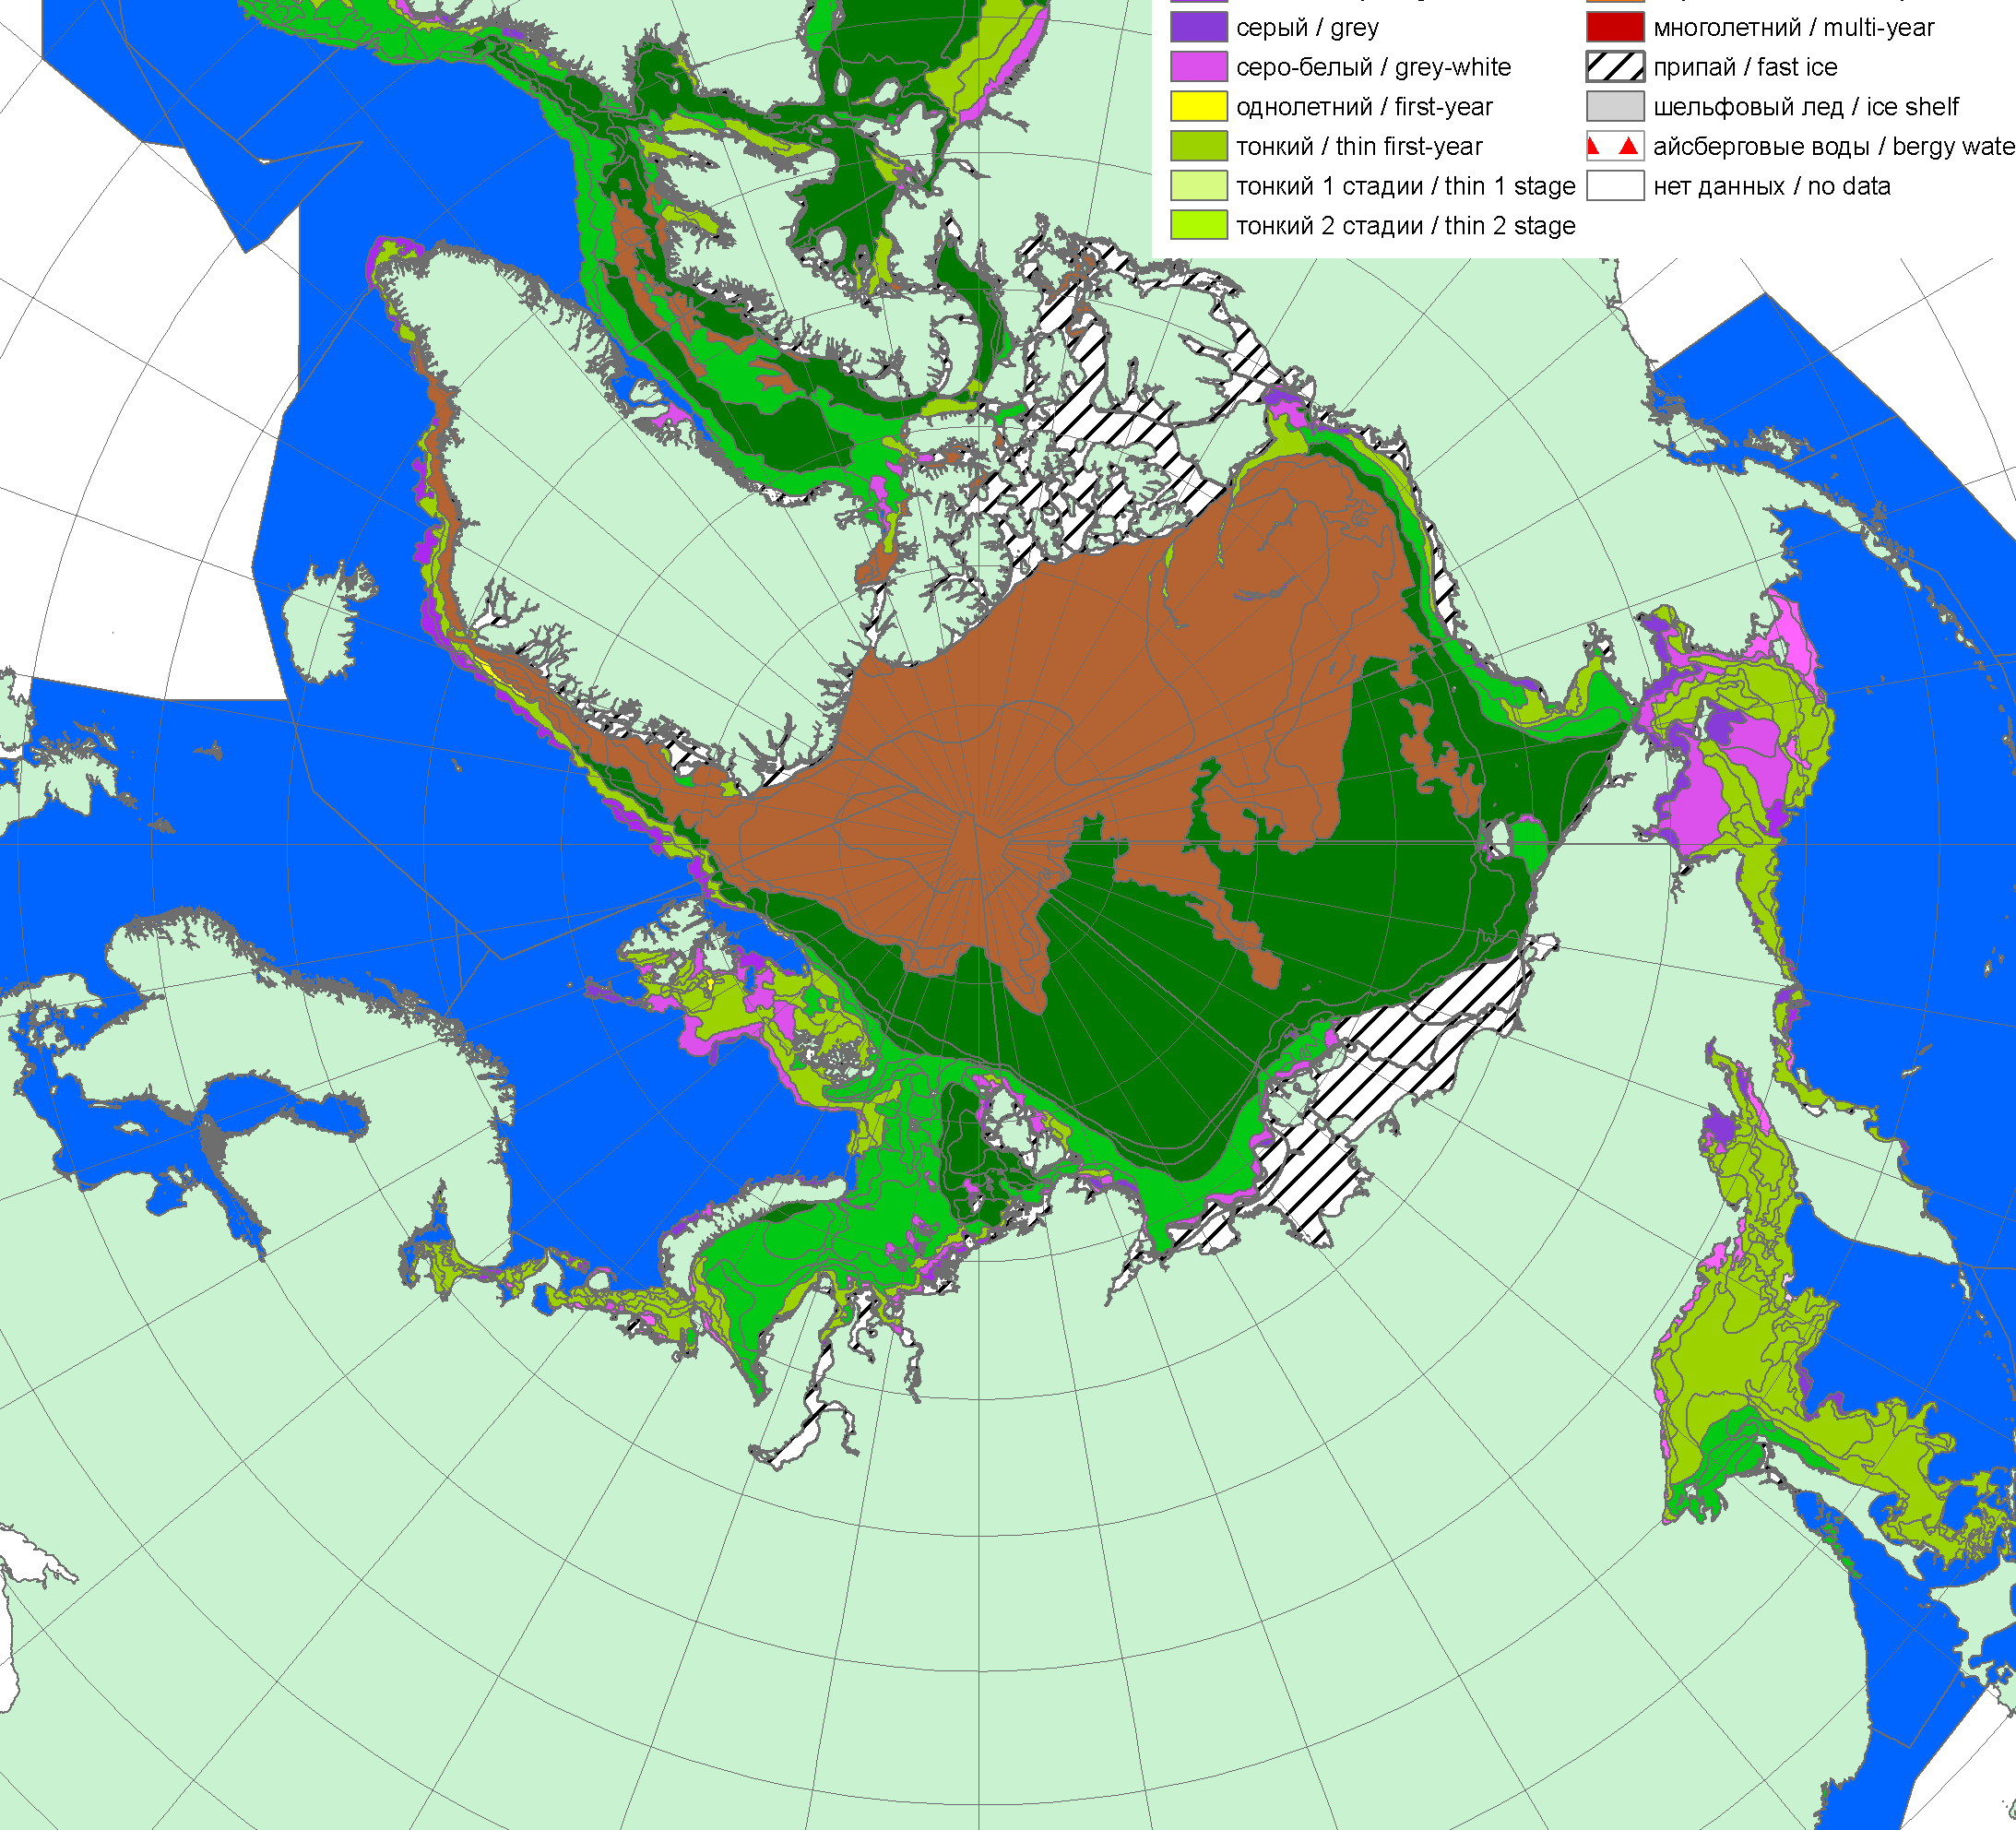 серый / grey
серо-белый / grey-white
однолетний / first-year
тонкий / thin first-year
тонкий 1 стадии / thin 1 stage
тонкий 2 стадии / thin 2 stage
многолетний / multi-year
припай / fast ice
шельфовый лед / ice shelf
айсберговые воды / bergy wate
нет данных / no data